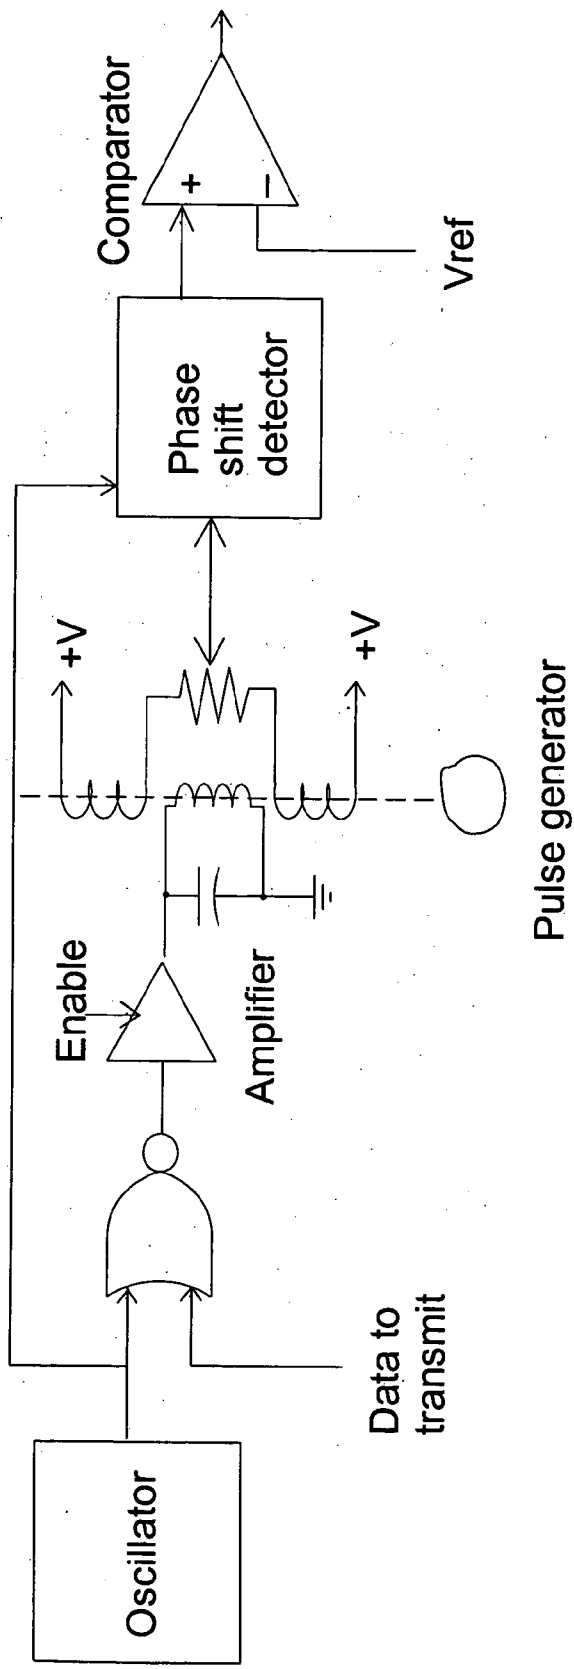 Oscillator
Data to
transmit
Enable
Amplifier
+V
+V
Pulse generator
Phase
shift
detector
Comparator
+
−
Vref